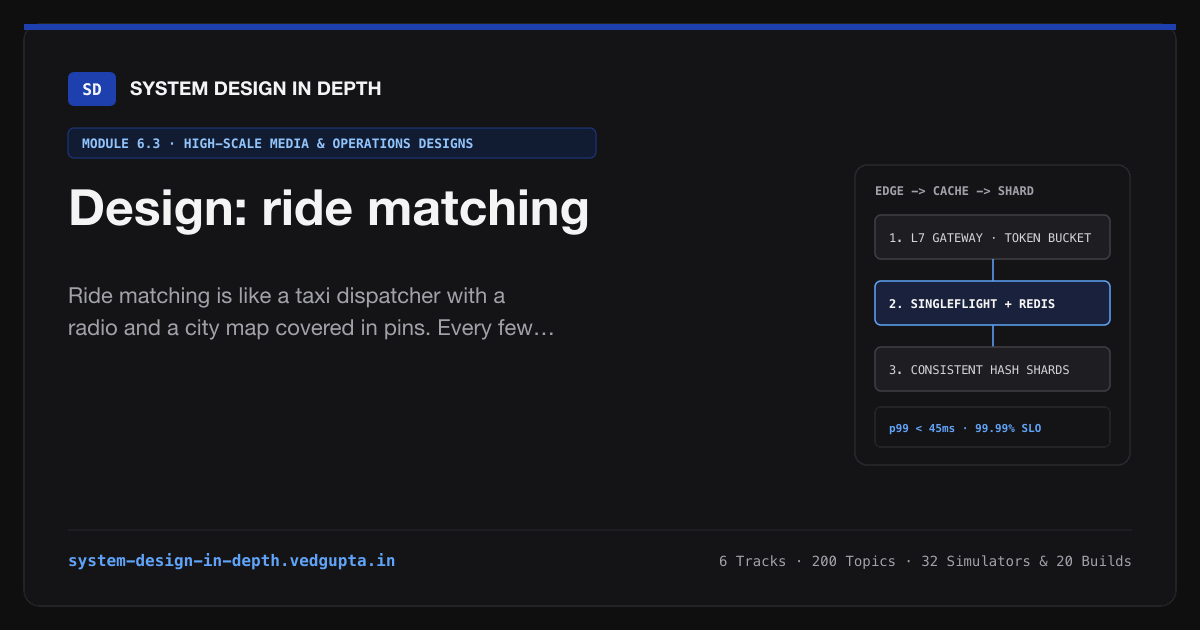 SD SYSTEM DESIGN IN DEPTH
MODULE 6.3 · HIGH-SCALE MEDIA & OPERATIONS DESIGNS
Design: ride matching
Ride matching is like a taxi dispatcher with a
radio and a city map covered in pins. Every few…
EDGE -> CACHE -> SHARD
1. L7 GATEWAY · TOKEN BUCKET
2. SINGLEFLIGHT + REDIS
3. CONSISTENT HASH SHARDS
p99 < 45ms · 99.99% SLO
system-design-in-depth.vedgupta.in
6 Tracks · 200 Topics · 32 Simulators & 20 Builds